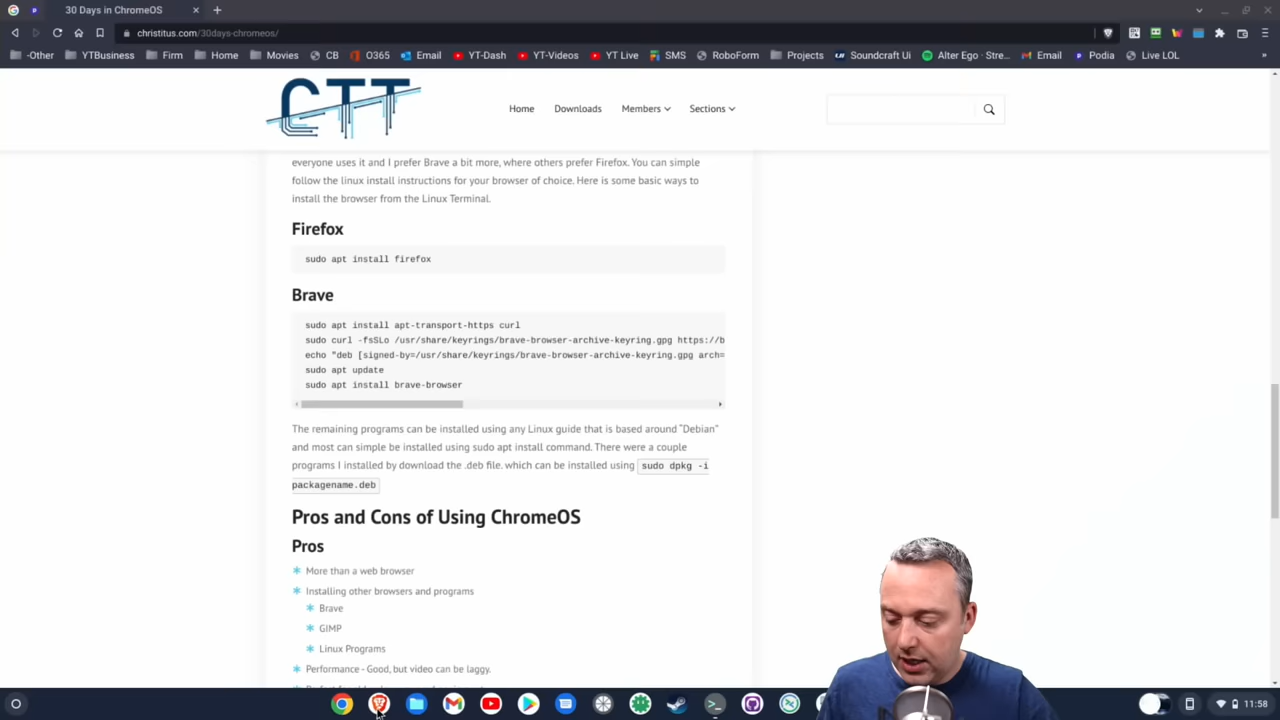 30 Days in ChromeOS
christitus.com/30days-chromeos/
-Other YTBusiness Firm Home Movies CB O365 Email YT-Dash YT-Videos YT Live SMS RoboForm Projects Soundcraft Ui Alter Ego - Stre... Email Podia Live LOL »
CTT
Home Downloads Members Sections
everyone uses it and I prefer Brave a bit more, where others prefer Firefox. You can simple
follow the linux install instructions for your browser of choice. Here is some basic ways to
install the browser from the Linux Terminal.
Firefox
sudo apt install firefox
Brave
sudo apt install apt-transport-https curl
sudo curl -fsSLo /usr/share/keyrings/brave-browser-archive-keyring.gpg https://b
echo "deb [signed-by=/usr/share/keyrings/brave-browser-archive-keyring.gpg arch=
sudo apt update
sudo apt install brave-browser
The remaining programs can be installed using any Linux guide that is based around "Debian"
and most can simple be installed using sudo apt install command. There were a couple
programs I installed by download the .deb file. which can be installed using sudo dpkg -i
packagename.deb
Pros and Cons of Using ChromeOS
Pros
More than a web browser
Installing other browsers and programs
Brave
GIMP
Linux Programs
Performance - Good, but video can be laggy.
11:58